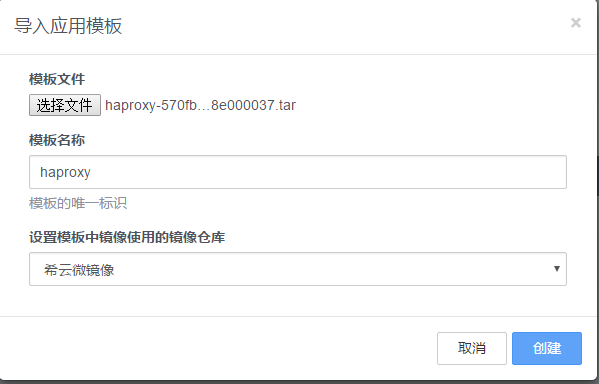 导入应用模板 ×
模板文件
选择文件 haproxy-570fb...8e000037.tar
模板名称
haproxy
模板的唯一标识
设置模板中镜像使用的镜像仓库
希云微镜像
取消 创建